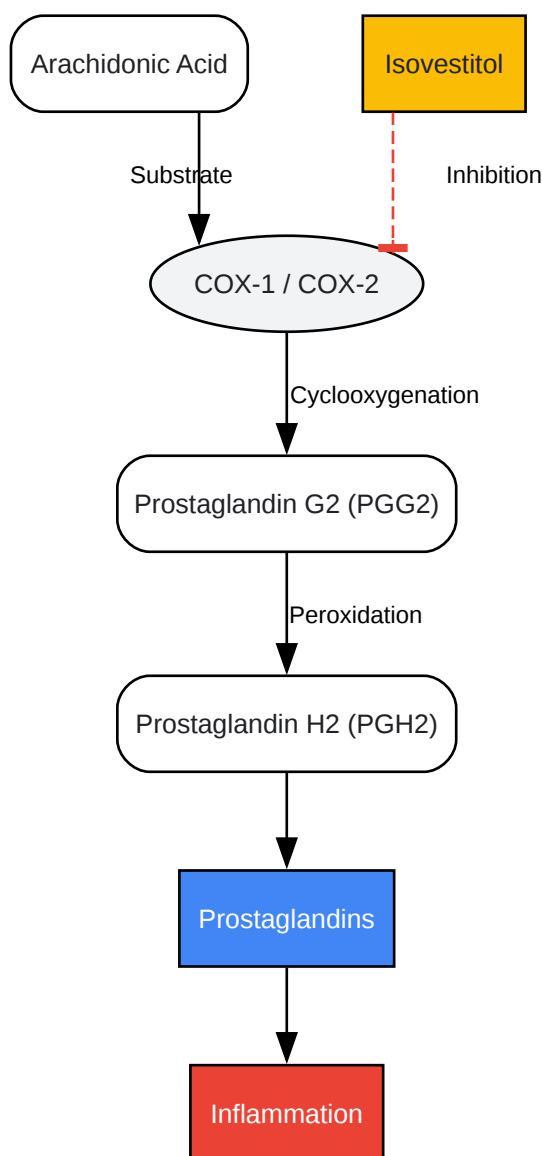 Arachidonic Acid
Isovestitol
Substrate
Inhibition
COX-1 / COX-2
Cyclooxygenation
Prostaglandin G2 (PGG2)
Peroxidation
Prostaglandin H2 (PGH2)
Prostaglandins
Inflammation